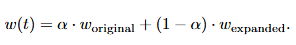 w(t) = α · w_original + (1 − α) · w_expanded.